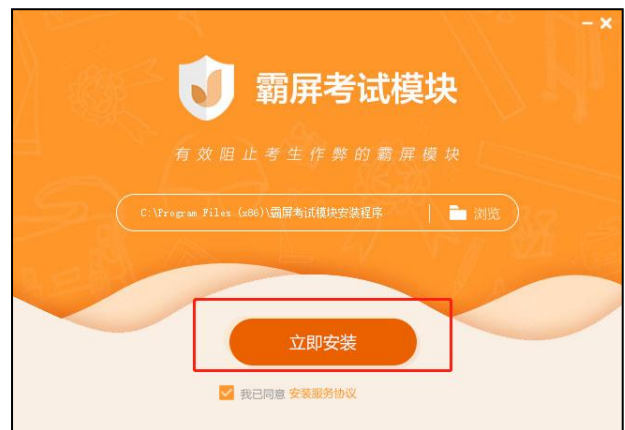 霸屏考试模块
有效阻止考生作弊的霸屏模块
C:\Program Files (x86)\霸屏考试模块安装程序 浏览
立即安装
我已同意 安装服务协议